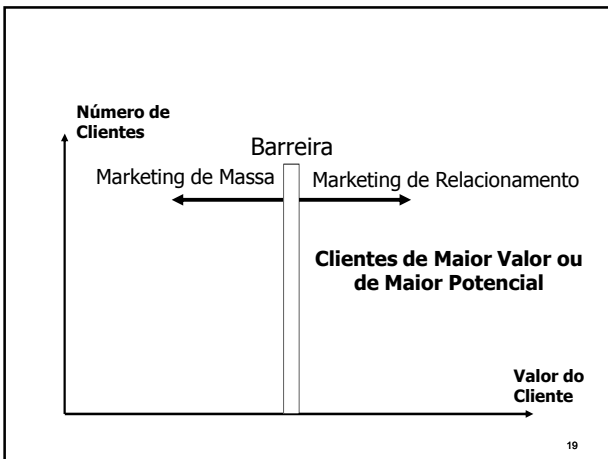 Número de
Clientes
Barreira
Marketing de Massa
Marketing de Relacionamento
Clientes de Maior Valor ou
de Maior Potencial
Valor do
Cliente
19